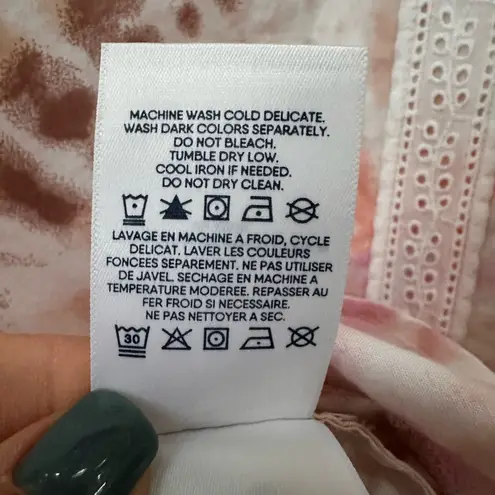 MACHINE WASH COLD DELICATE.
WASH DARK COLORS SEPARATELY.
DO NOT BLEACH.
TUMBLE DRY LOW.
COOL IRON IF NEEDED.
DO NOT DRY CLEAN.
LAVAGE EN MACHINE A FROID, CYCLE
DELICAT. LAVER LES COULEURS
FONCEES SEPAREMENT. NE PAS UTILISER
DE JAVEL SECHAGE EN MACHINE A
TEMPERATURE MODEREE. REPASSER AU
FER FROID SI NECESSAIRE.
NE PAS NETTOYER A SEC.
30